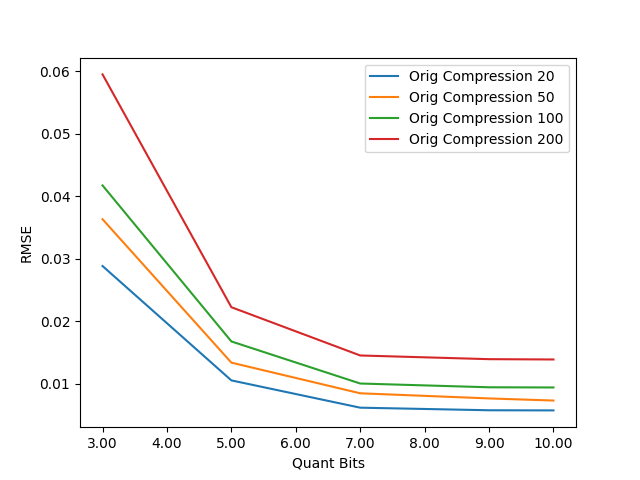 0.06
0.05
0.04
0.03
0.02
0.01
RMSE
Orig Compression 20
Orig Compression 50
Orig Compression 100
Orig Compression 200
3.00 4.00 5.00 6.00 7.00 8.00 9.00 10.00
Quant Bits